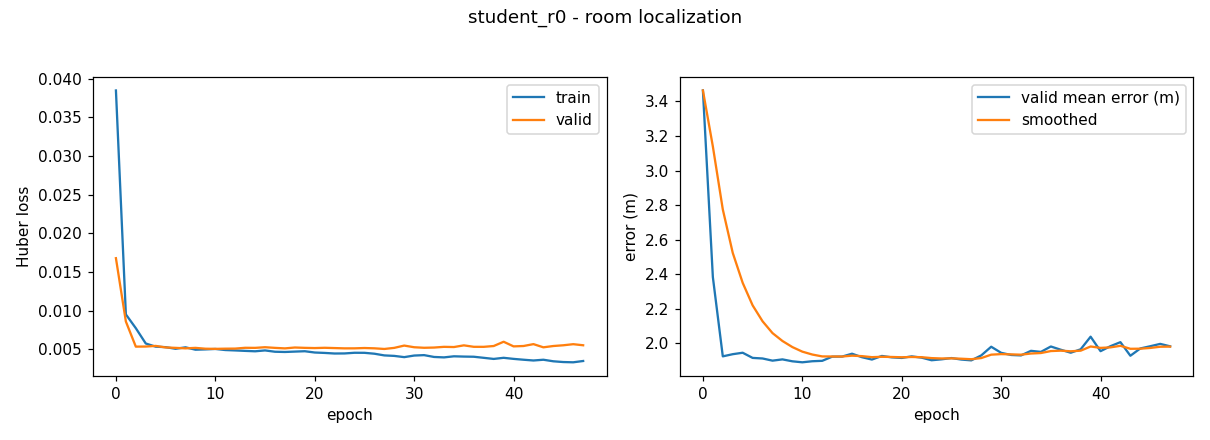 student_r0 - room localization
0.040
0.035
0.030
0.025
0.020
0.015
0.010
0.005
Huber loss
train
valid
0 10 20 30 40
epoch
3.4
3.2
3.0
2.8
2.6
2.4
2.2
2.0
error (m)
valid mean error (m)
smoothed
0 10 20 30 40
epoch